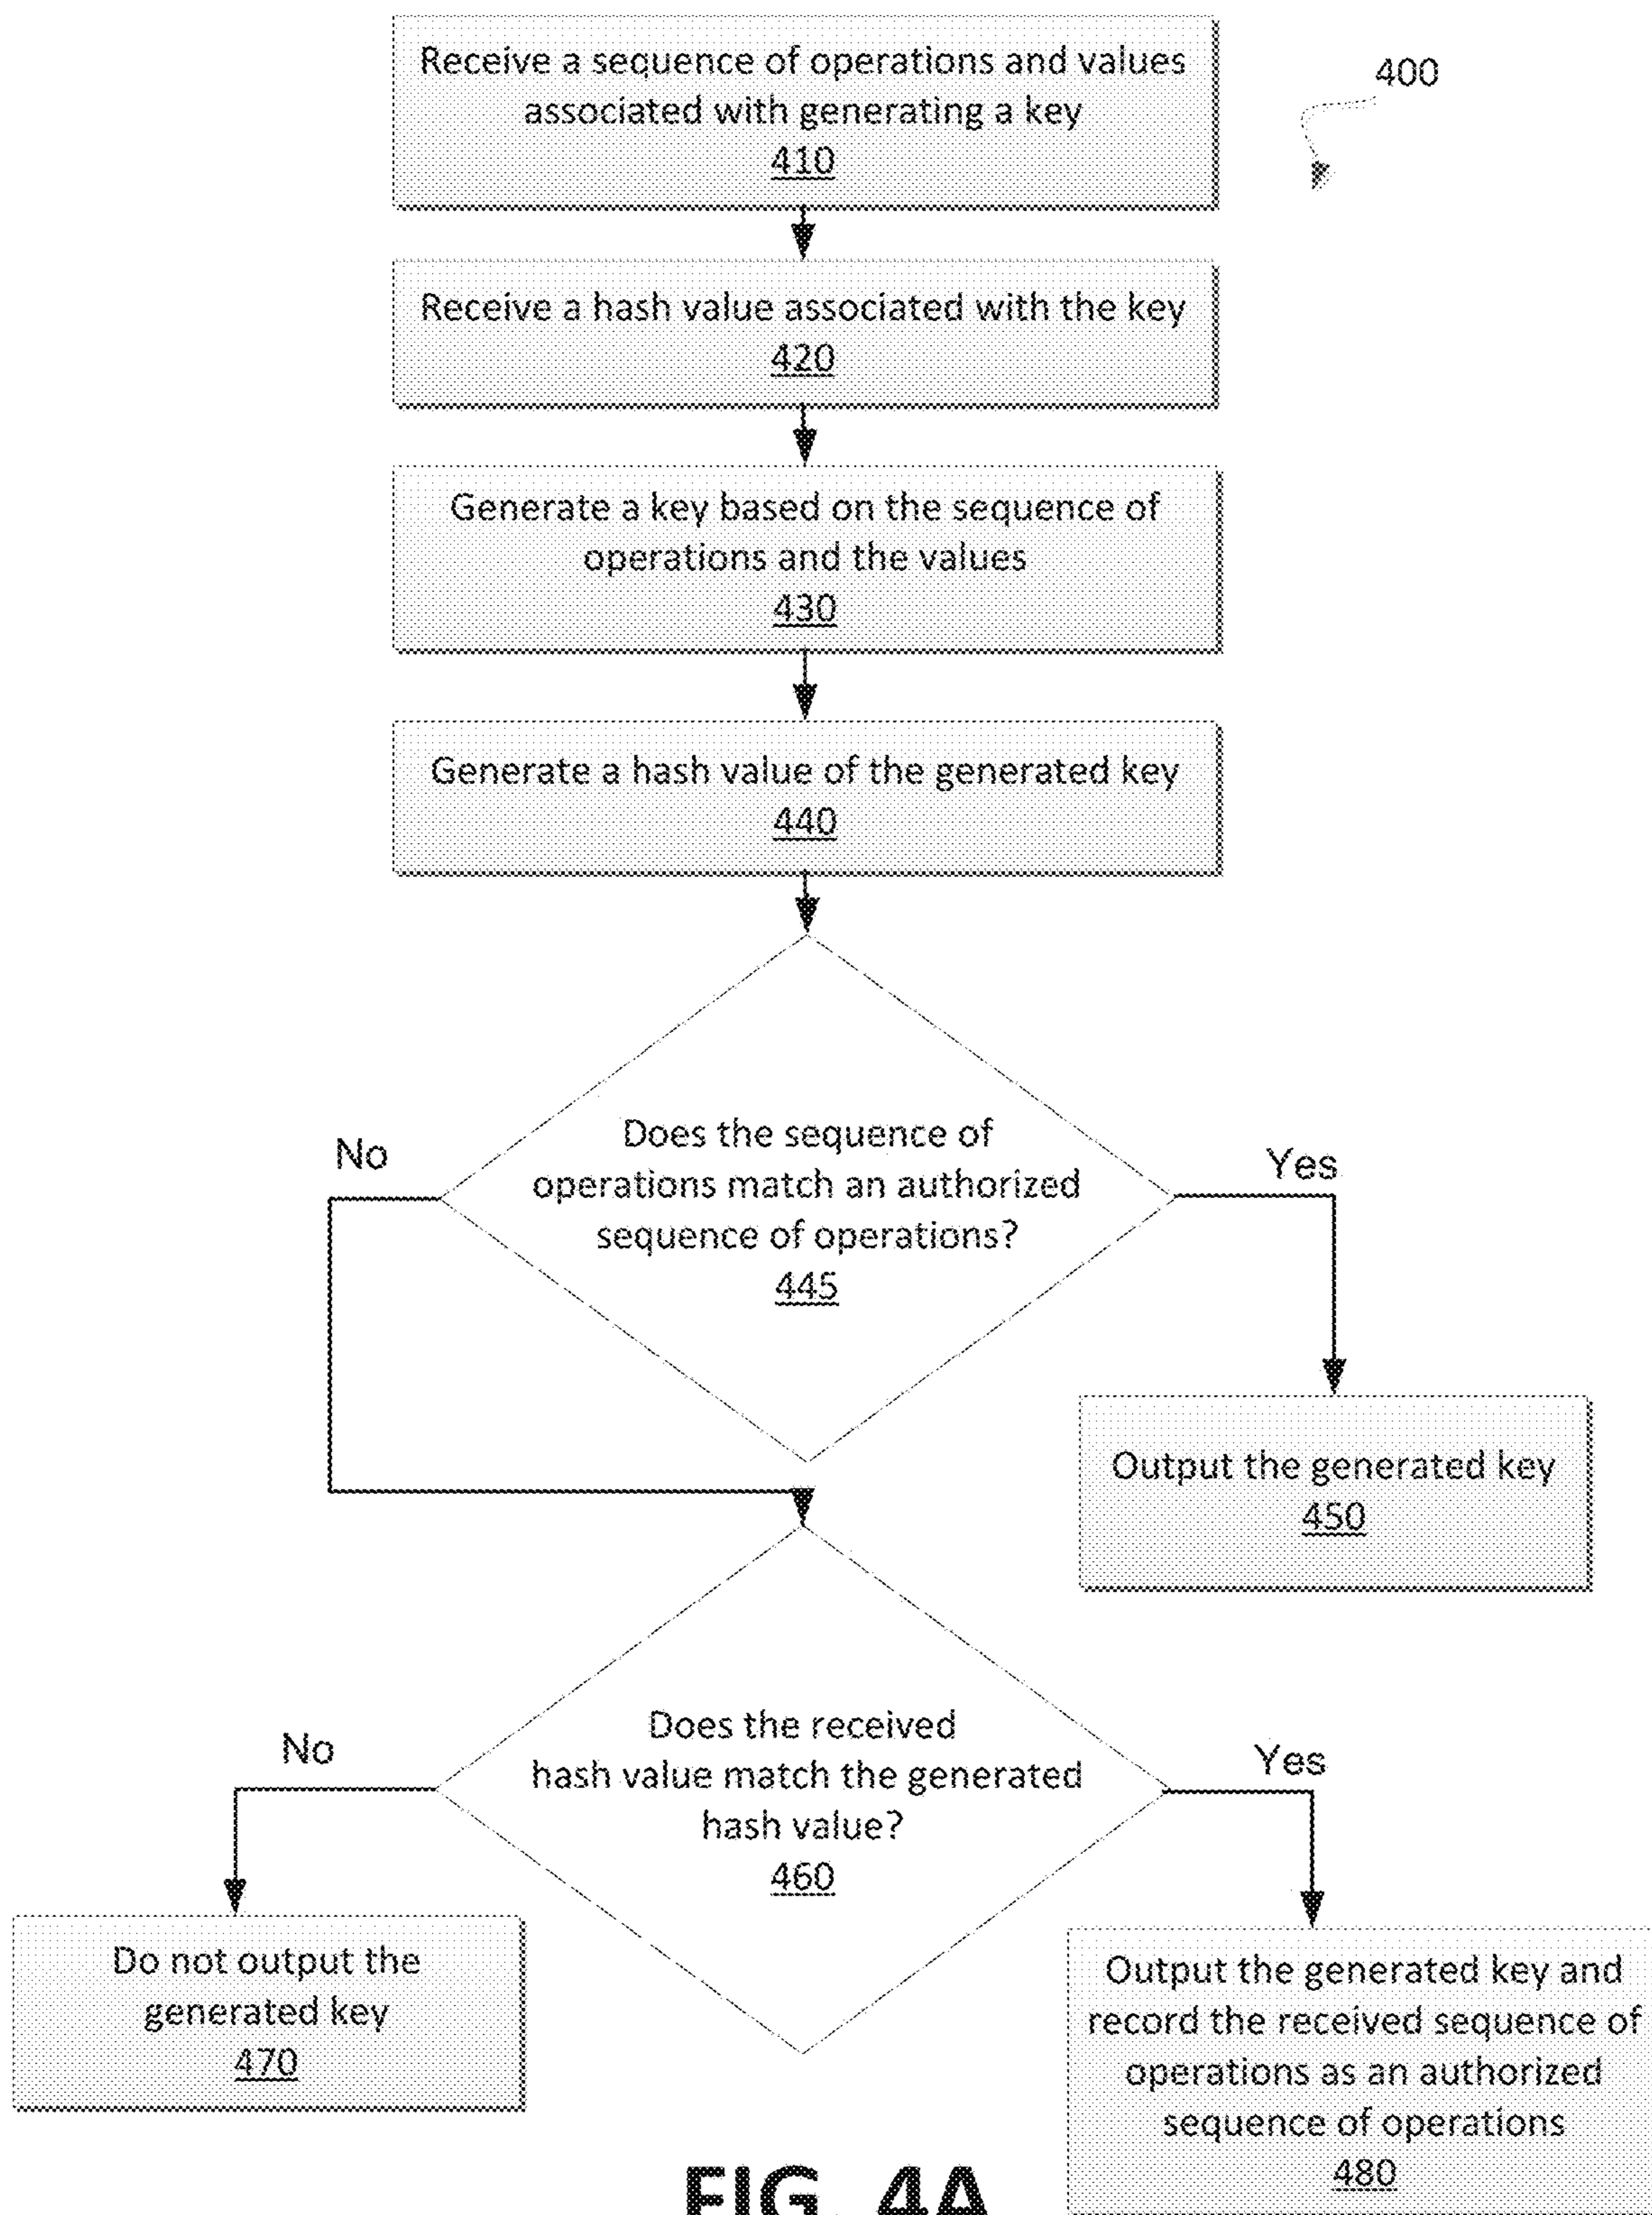 Receive a sequence of operations and values
associated with generating a key
410
400
Receive a hash value associated with the key
420
Generate a key based on the sequence of
operations and the values
430
Generate a hash value of the generated key
440
Does the sequence of
operations match an authorized
sequence of operations?
445
No
Yes
Output the generated key
450
Does the received
hash value match the generated
hash value?
460
No
Yes
Do not output the
generated key
470
Output the generated key and
record the received sequence of
operations as an authorized
sequence of operations
480
FIG. 4A